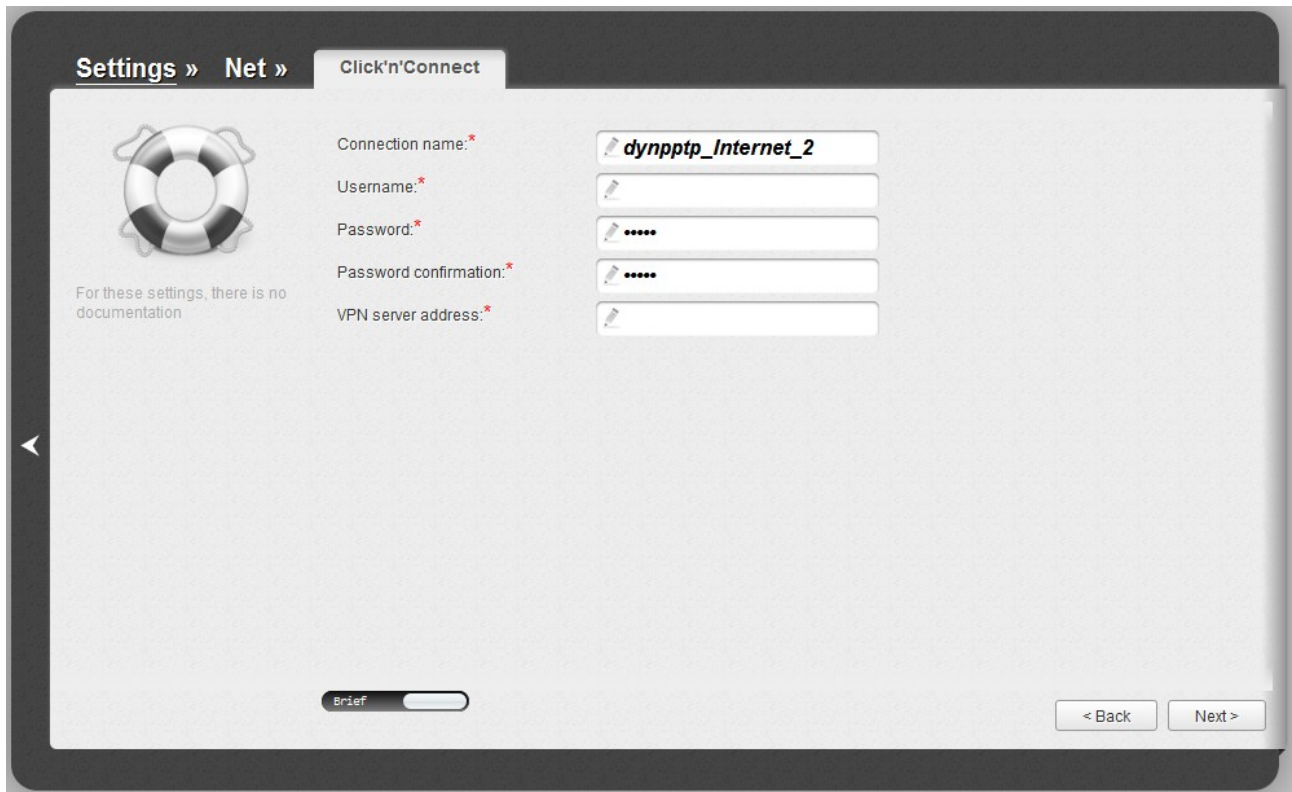 Settings » Net » Click'n'Connect
Connection name:* dynpptp_Internet_2
Username:*
Password:* •••••
Password confirmation:* •••••
VPN server address:*
For these settings, there is no
documentation
Brief
< Back Next >